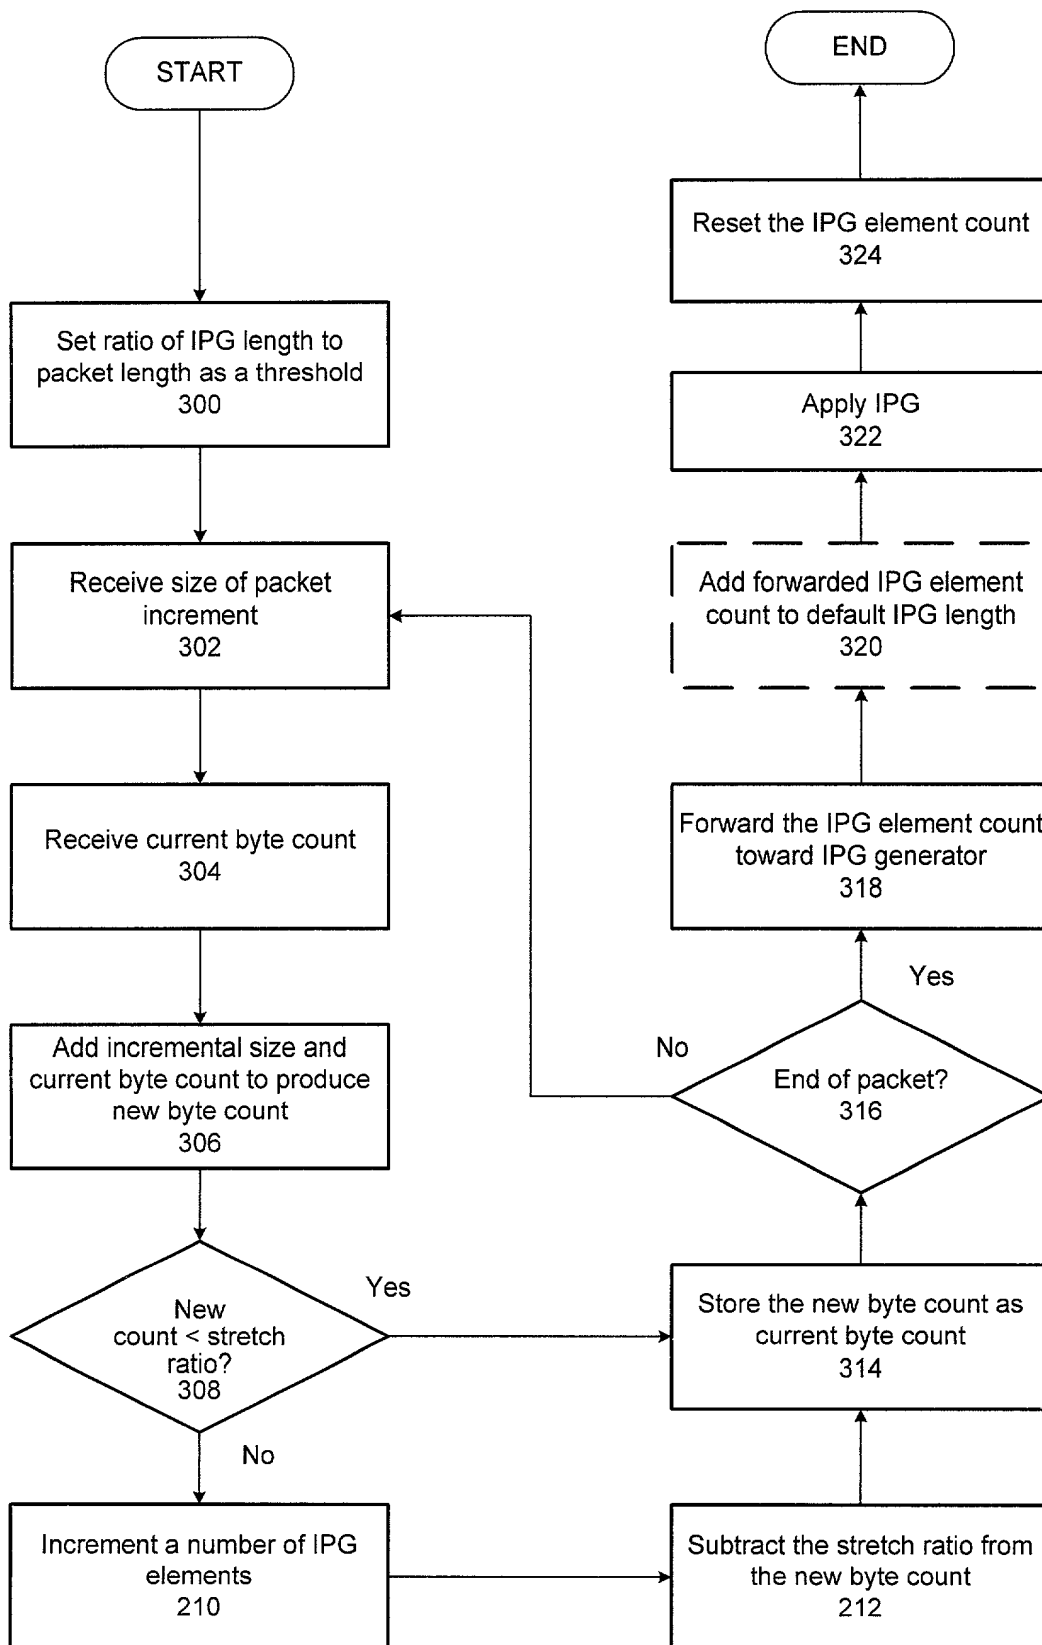 START
Set ratio of IPG length to
packet length as a threshold
300
Receive size of packet
increment
302
Receive current byte count
304
Add incremental size and
current byte count to produce
new byte count
306
New
count < stretch
ratio?
308
Yes
No
Increment a number of IPG
elements
210
Subtract the stretch ratio from
the new byte count
212
Store the new byte count as
current byte count
314
End of packet?
316
No
Yes
Forward the IPG element count
toward IPG generator
318
Add forwarded IPG element
count to default IPG length
320
Apply IPG
322
Reset the IPG element count
324
END